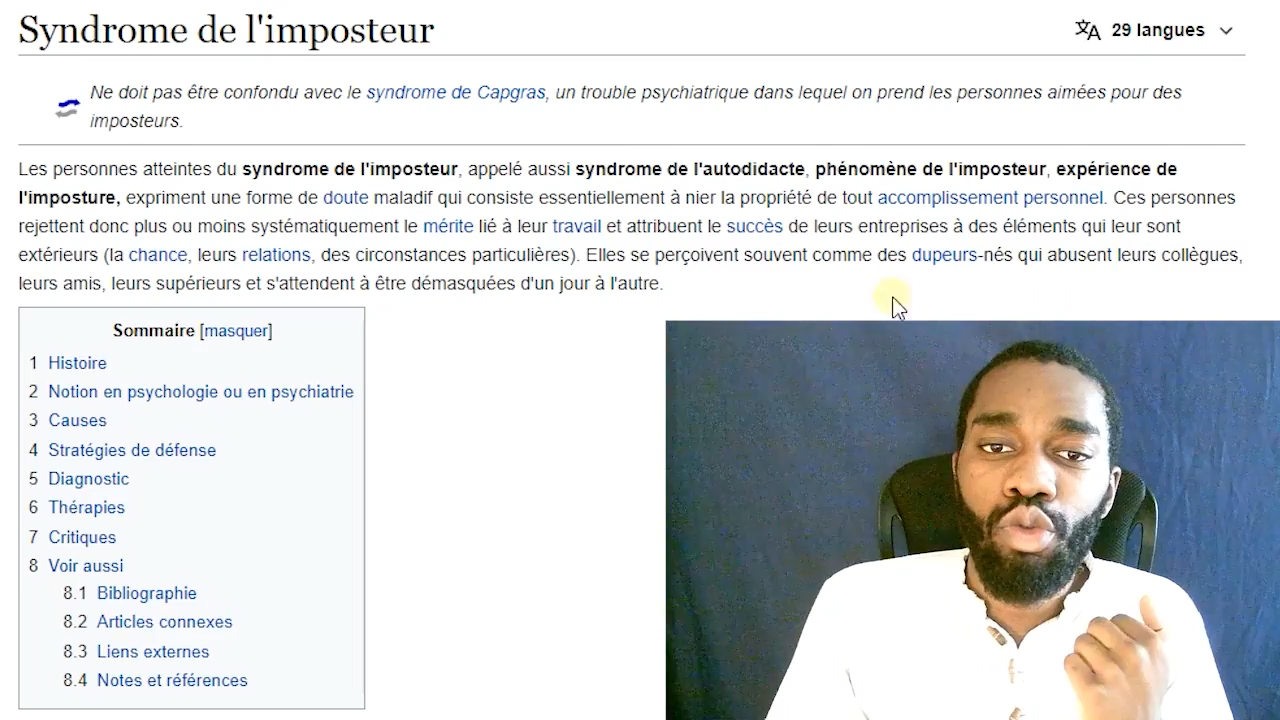 Syndrome de l'imposteur
29 langues
Ne doit pas être confondu avec le syndrome de Capgras, un trouble psychiatrique dans lequel on prend les personnes aimées pour des
imposteurs.
Les personnes atteintes du syndrome de l'imposteur, appelé aussi syndrome de l'autodidacte, phénomène de l'imposteur, expérience de
l'imposture, expriment une forme de doute maladif qui consiste essentiellement à nier la propriété de tout accomplissement personnel. Ces personnes
rejettent donc plus ou moins systématiquement le mérite lié à leur travail et attribuent le succès de leurs entreprises à des éléments qui leur sont
extérieurs (la chance, leurs relations, des circonstances particulières). Elles se perçoivent souvent comme des dupeurs-nés qui abusent leurs collègues,
leurs amis, leurs supérieurs et s'attendent à être démasquées d'un jour à l'autre.
Sommaire [masquer]
1 Histoire
2 Notion en psychologie ou en psychiatrie
3 Causes
4 Stratégies de défense
5 Diagnostic
6 Thérapies
7 Critiques
8 Voir aussi
8.1 Bibliographie
8.2 Articles connexes
8.3 Liens externes
8.4 Notes et références